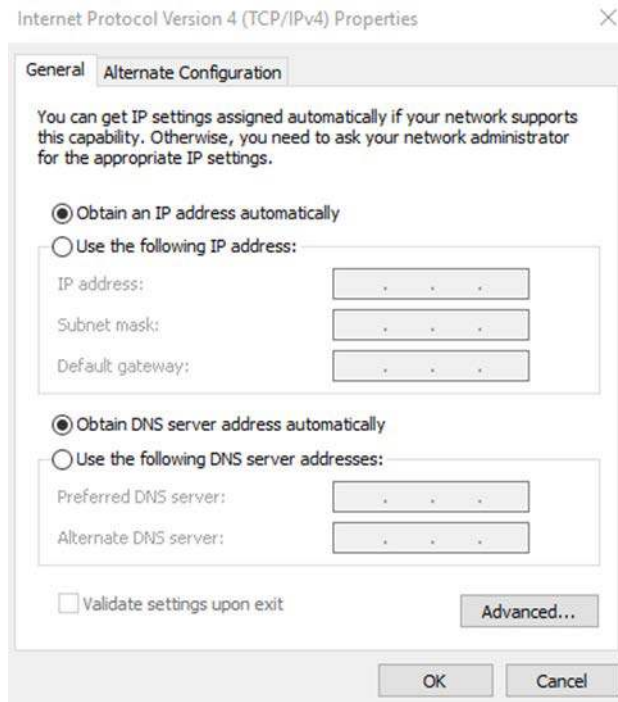 Internet Protocol Version 4 (TCP/IPv4) Properties
General
Alternate Configuration
You can get IP settings assigned automatically if your network supports
this capability. Otherwise, you need to ask your network administrator
for the appropriate IP settings.
Obtain an IP address automatically
Use the following IP address:
IP address:
Subnet mask:
Default gateway:
Obtain DNS server address automatically
Use the following DNS server addresses:
Preferred DNS server:
Alternate DNS server:
Validate settings upon exit
Advanced...
OK
Cancel